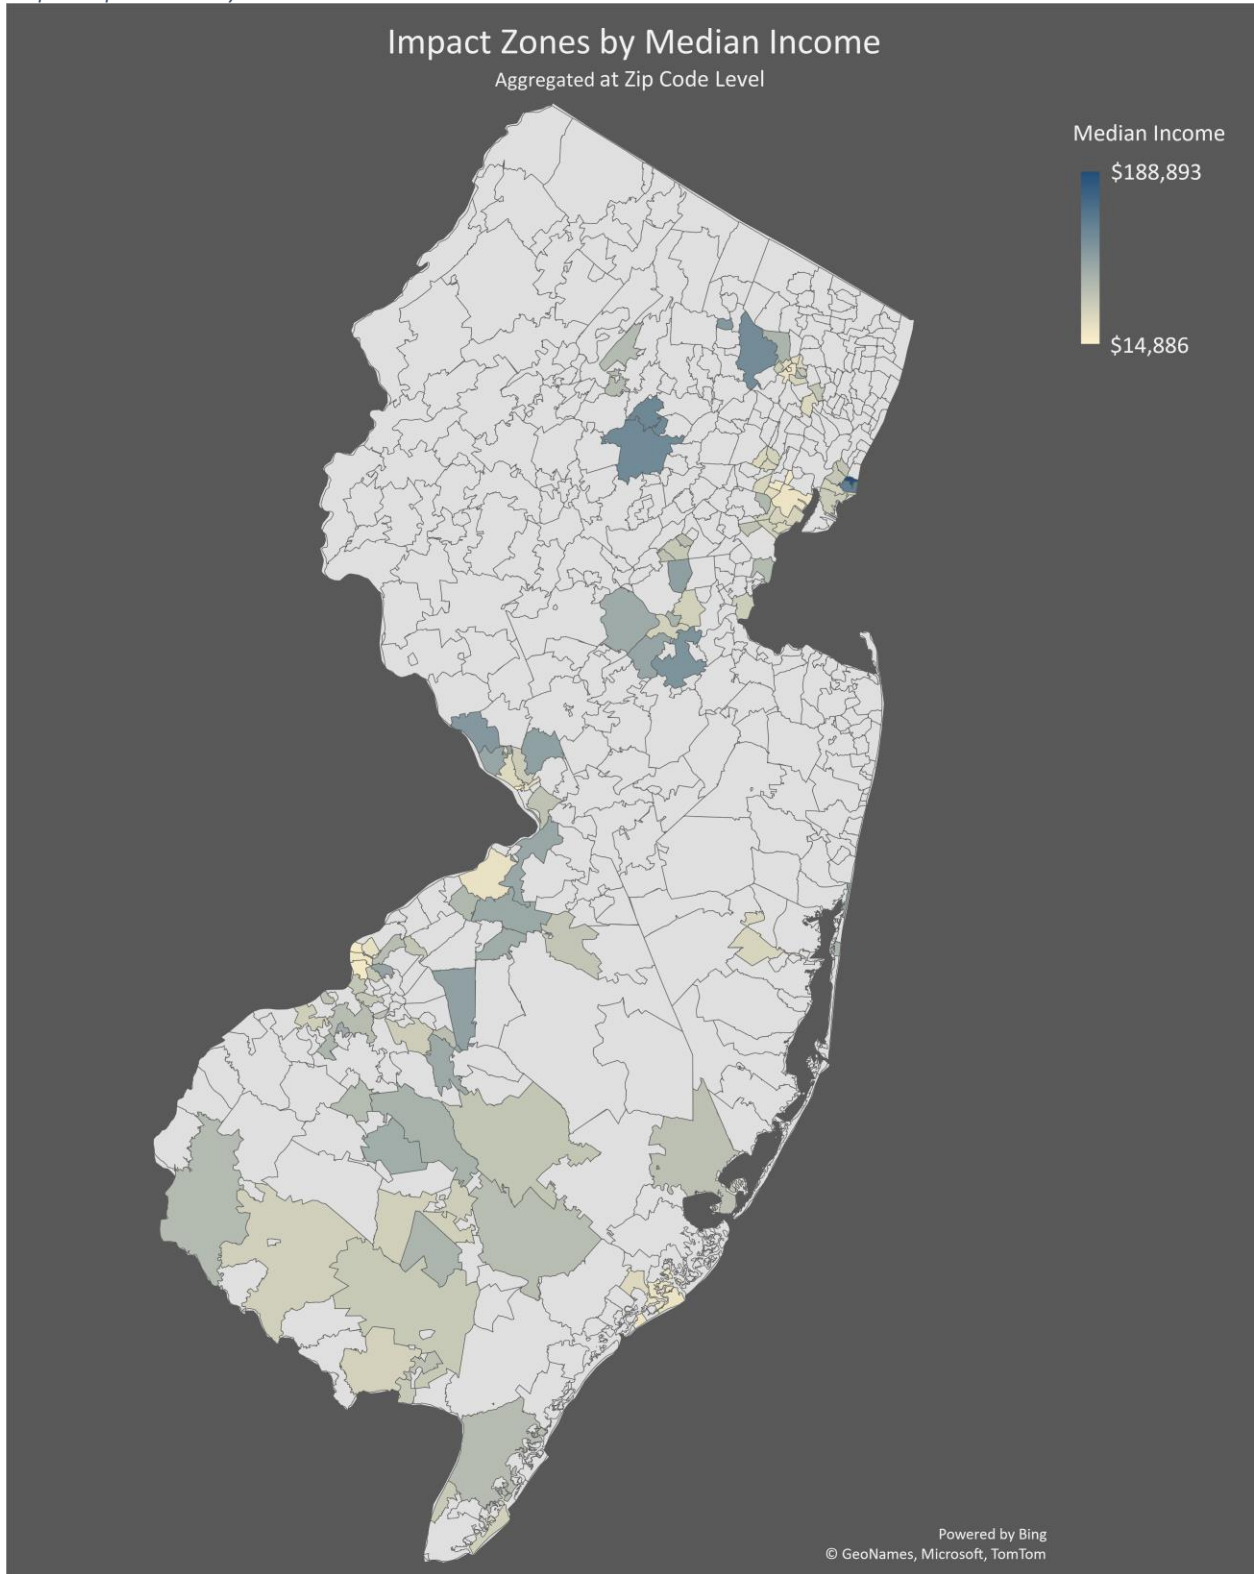 Impact Zones by Median Income
Aggregated at Zip Code Level
Median Income
$188,893
$14,886
Powered by Bing
© GeoNames, Microsoft, TomTom